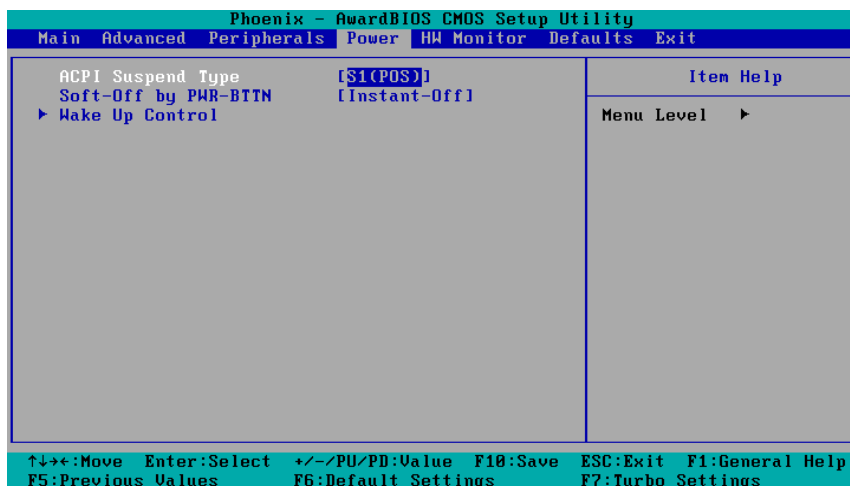 Phoenix - AwardBIOS CMOS Setup Utility
Main Advanced Peripherals Power HW Monitor Defaults Exit
ACPI Suspend Type [S1(POS)]
Soft-Off by PWR-BTTN [Instant-Off]
▶ Wake Up Control
Item Help
Menu Level ▶
↑↓→←:Move Enter:Select +/-/PU/PD:Value F10:Save ESC:Exit F1:General Help
F5:Previous Values F6:Default Settings F7:Turbo Settings